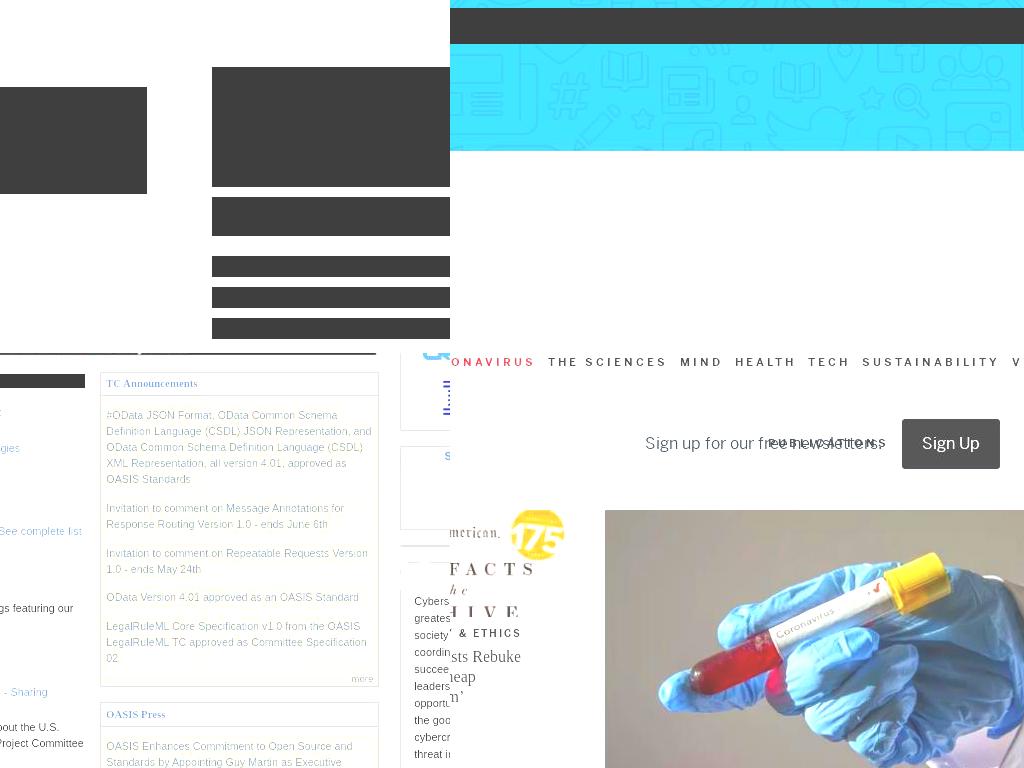 ONAVIRUS THE SCIENCES MIND HEALTH TECH SUSTAINABILITY V
TC Announcements
#OData JSON Format, OData Common Schema
Definition Language (CSDL) JSON Representation, and
OData Common Schema Definition Language (CSDL)
XML Representation, all version 4.01, approved as
OASIS Standards
Invitation to comment on Message Annotations for
Response Routing Version 1.0 - ends June 6th
Invitation to comment on Repeatable Requests Version
1.0 - ends May 24th
OData Version 4.01 approved as an OASIS Standard
LegalRuleML Core Specification v1.0 from the OASIS
LegalRuleML TC approved as Committee Specification
02
more
OASIS Press
OASIS Enhances Commitment to Open Source and
Standards by Appointing Guy Martin as Executive
gies
See complete list
gs featuring our
- Sharing
bout the U.S.
Project Committee
Cybers
greates
society
coordin
succee
leaders
opportu
the goo
cybercr
threat in
Sign up for our free newsletters.
PUBLICATIONS
Sign Up
merican.
175
FACTS
he
HIVE
& ETHICS
sts Rebuke
heap
n’
Coronavirus